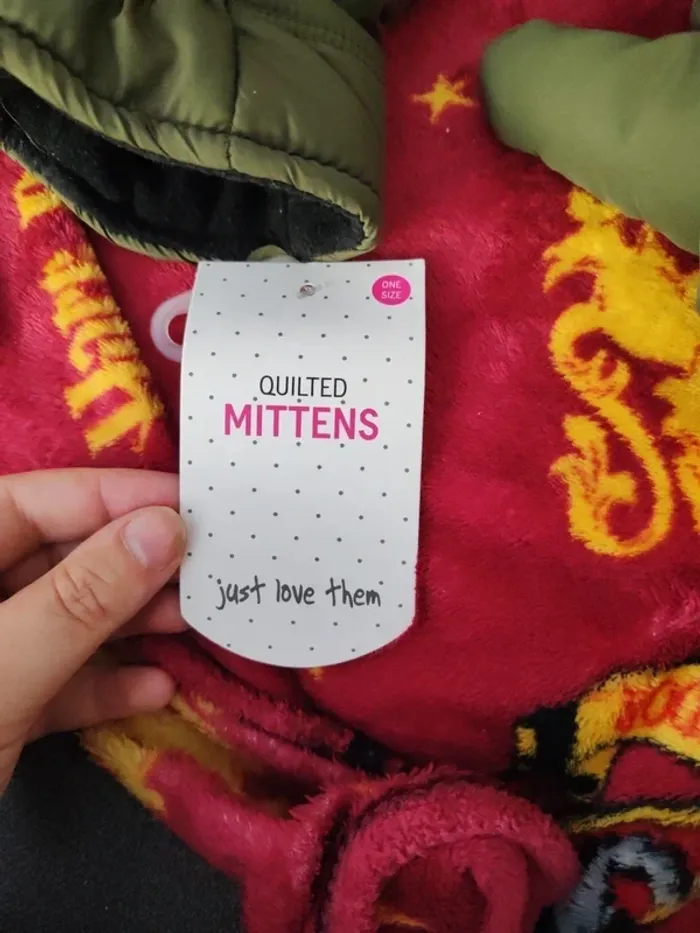 ONE
SIZE
QUILTED
MITTENS
just love them